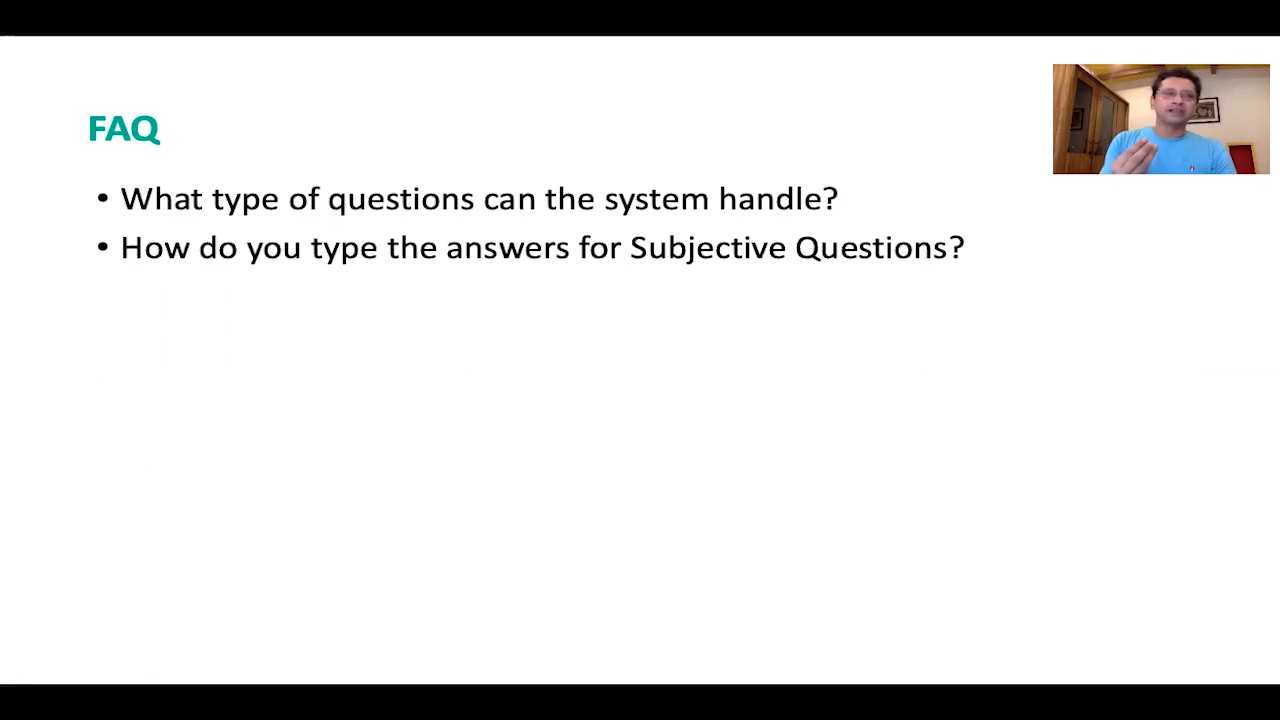 FAQ
• What type of questions can the system handle?
• How do you type the answers for Subjective Questions?